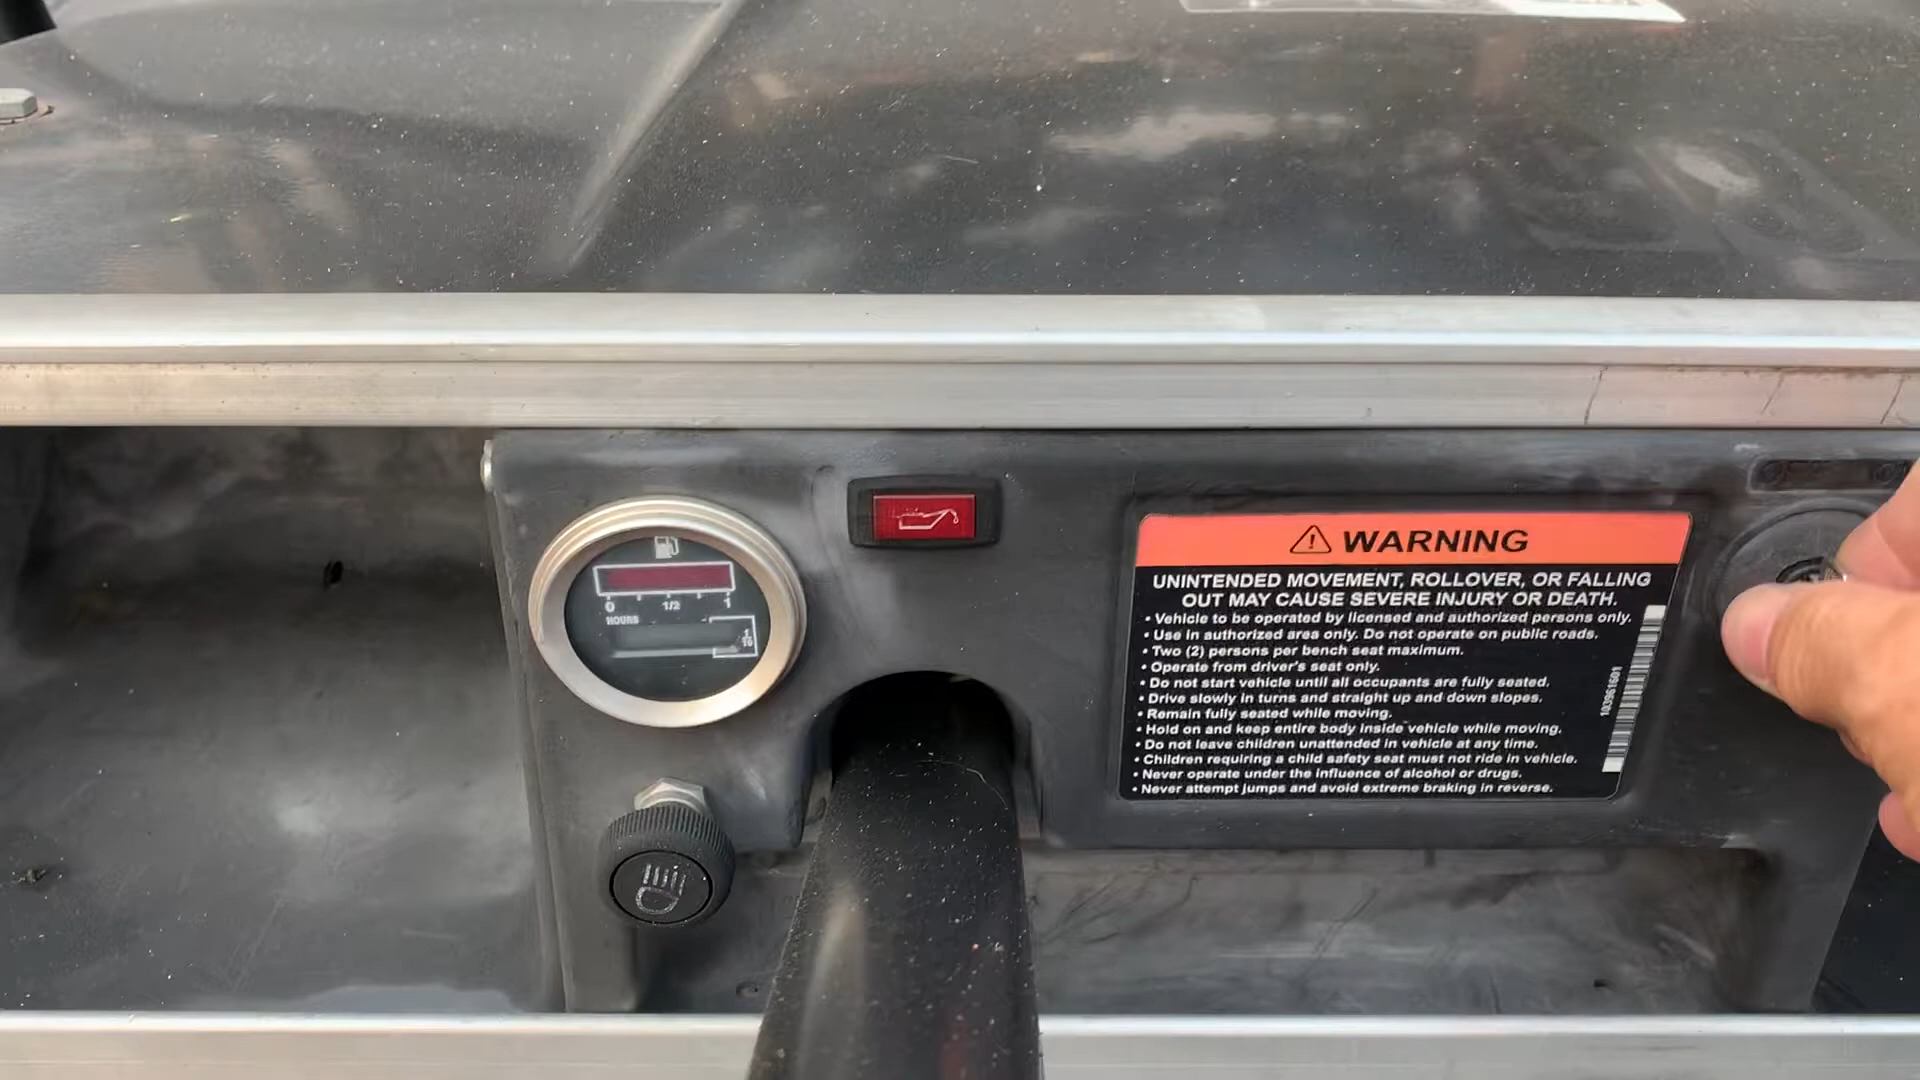 0 1/2 1
HOURS
1/10
WARNING
UNINTENDED MOVEMENT, ROLLOVER, OR FALLING
OUT MAY CAUSE SEVERE INJURY OR DEATH.
• Vehicle to be operated by licensed and authorized persons only.
• Use in authorized area only. Do not operate on public roads.
• Two (2) persons per bench seat maximum.
• Operate from driver's seat only.
• Do not start vehicle until all occupants are fully seated.
• Drive slowly in turns and straight up and down slopes.
• Remain fully seated while moving.
• Hold on and keep entire body inside vehicle while moving.
• Do not leave children unattended in vehicle at any time.
• Children requiring a child safety seat must not ride in vehicle.
• Never operate under the influence of alcohol or drugs.
• Never attempt jumps and avoid extreme braking in reverse.
103961601